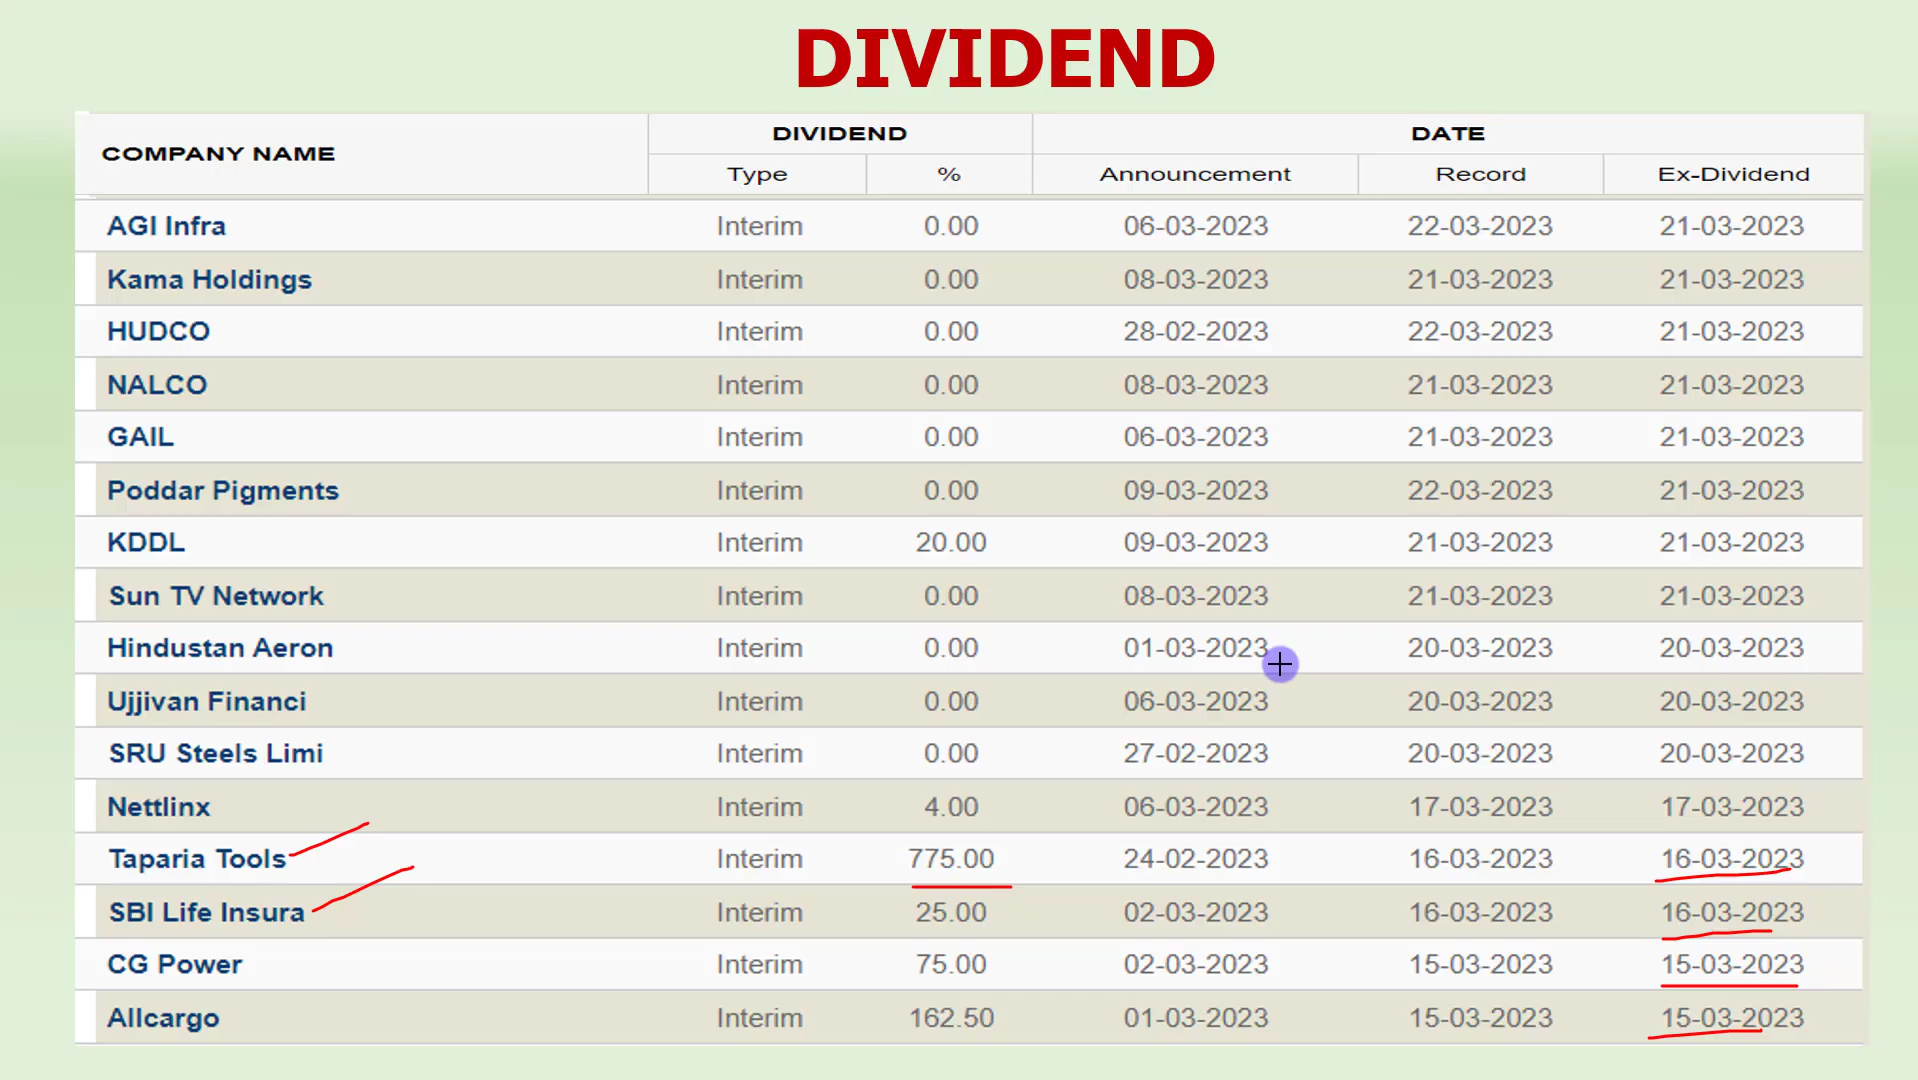 DIVIDEND
COMPANY NAME DIVIDEND DATE
Type % Announcement Record Ex-Dividend
AGI Infra Interim 0.00 06-03-2023 22-03-2023 21-03-2023
Kama Holdings Interim 0.00 08-03-2023 21-03-2023 21-03-2023
HUDCO Interim 0.00 28-02-2023 22-03-2023 21-03-2023
NALCO Interim 0.00 08-03-2023 21-03-2023 21-03-2023
GAIL Interim 0.00 06-03-2023 21-03-2023 21-03-2023
Poddar Pigments Interim 0.00 09-03-2023 22-03-2023 21-03-2023
KDDL Interim 20.00 09-03-2023 21-03-2023 21-03-2023
Sun TV Network Interim 0.00 08-03-2023 21-03-2023 21-03-2023
Hindustan Aeron Interim 0.00 01-03-2023 20-03-2023 20-03-2023
Ujjivan Financi Interim 0.00 06-03-2023 20-03-2023 20-03-2023
SRU Steels Limi Interim 0.00 27-02-2023 20-03-2023 20-03-2023
Nettlinx Interim 4.00 06-03-2023 17-03-2023 17-03-2023
Taparia Tools Interim 775.00 24-02-2023 16-03-2023 16-03-2023
SBI Life Insura Interim 25.00 02-03-2023 16-03-2023 16-03-2023
CG Power Interim 75.00 02-03-2023 15-03-2023 15-03-2023
Allcargo Interim 162.50 01-03-2023 15-03-2023 15-03-2023